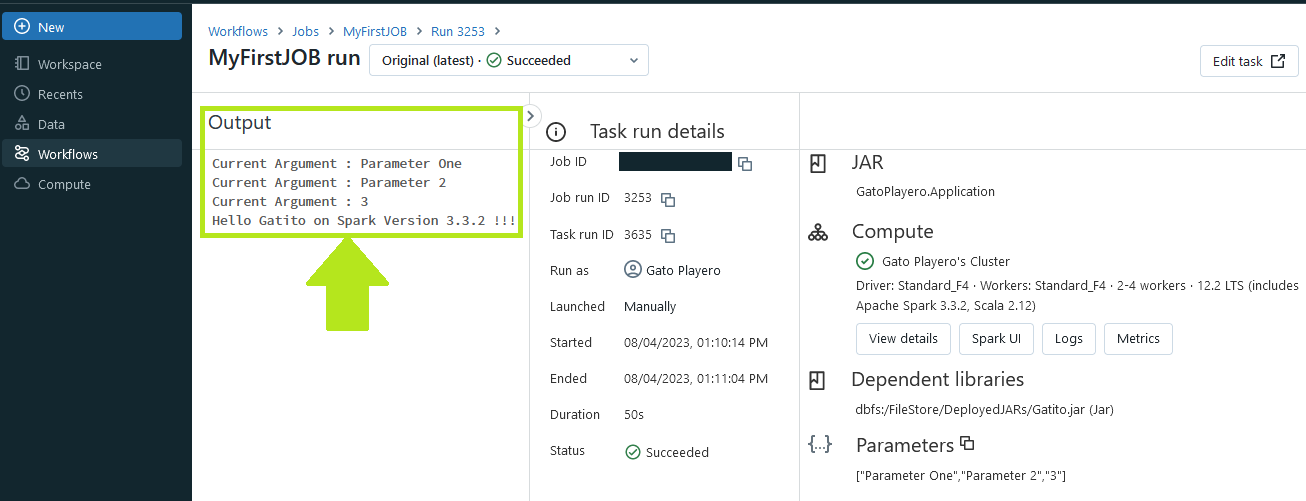 New
Workspace
Recents
Data
Workflows
Compute
Workflows > Jobs > MyFirstJOB > Run 3253 >
MyFirstJOB run
Original (latest) · Succeeded
Edit task
Output
Current Argument : Parameter One
Current Argument : Parameter 2
Current Argument : 3
Hello Gatito on Spark Version 3.3.2 !!!
Task run details
Job ID
Job run ID 3253
Task run ID 3635
Run as Gato Playero
Launched Manually
Started 08/04/2023, 01:10:14 PM
Ended 08/04/2023, 01:11:04 PM
Duration 50s
Status Succeeded
JAR
GatoPlayero.Application
Compute
Gato Playero's Cluster
Driver: Standard_F4 · Workers: Standard_F4 · 2-4 workers · 12.2 LTS (includes
Apache Spark 3.3.2, Scala 2.12)
View details Spark UI Logs Metrics
Dependent libraries
dbfs:/FileStore/DeployedJARs/Gatito.jar (Jar)
Parameters
["Parameter One","Parameter 2","3"]